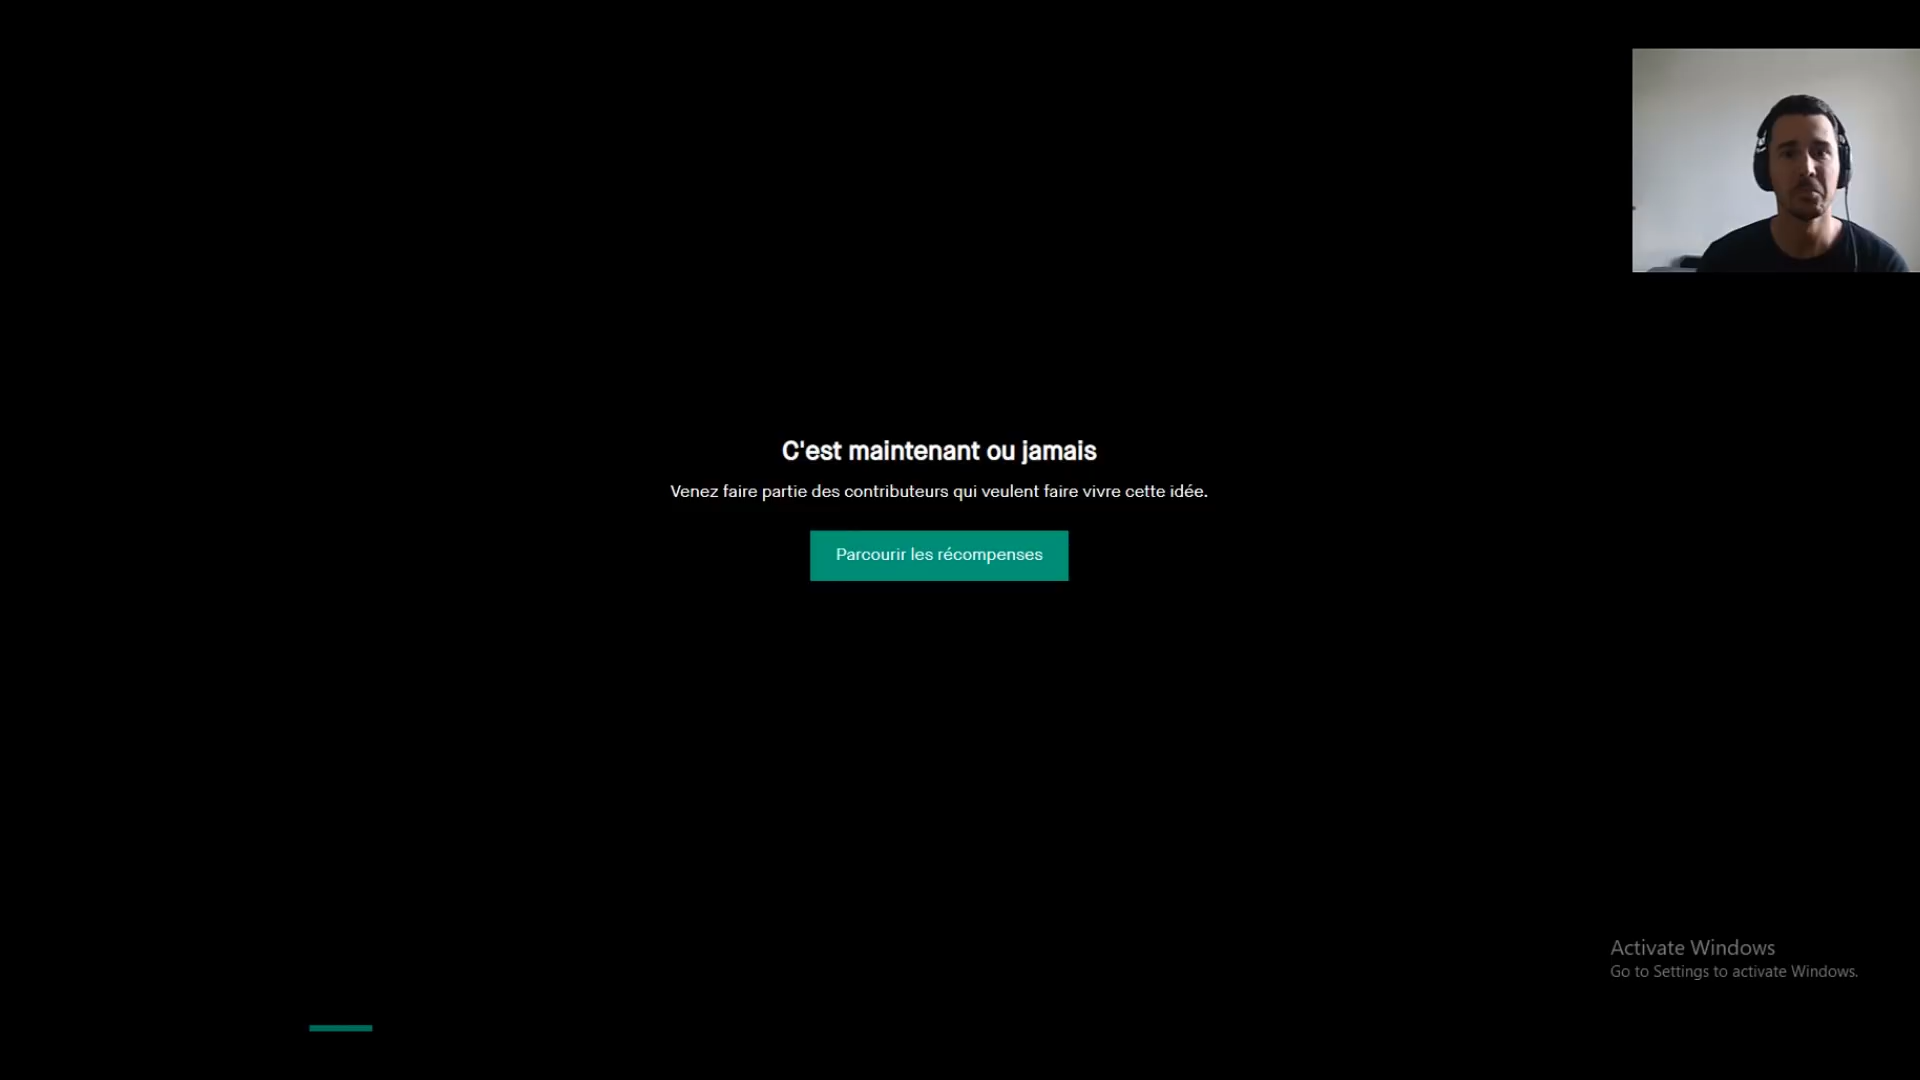 C'est maintenant ou jamais
Venez faire partie des contributeurs qui veulent faire vivre cette idée.
Parcourir les récompenses
Activate Windows
Go to Settings to activate Windows.